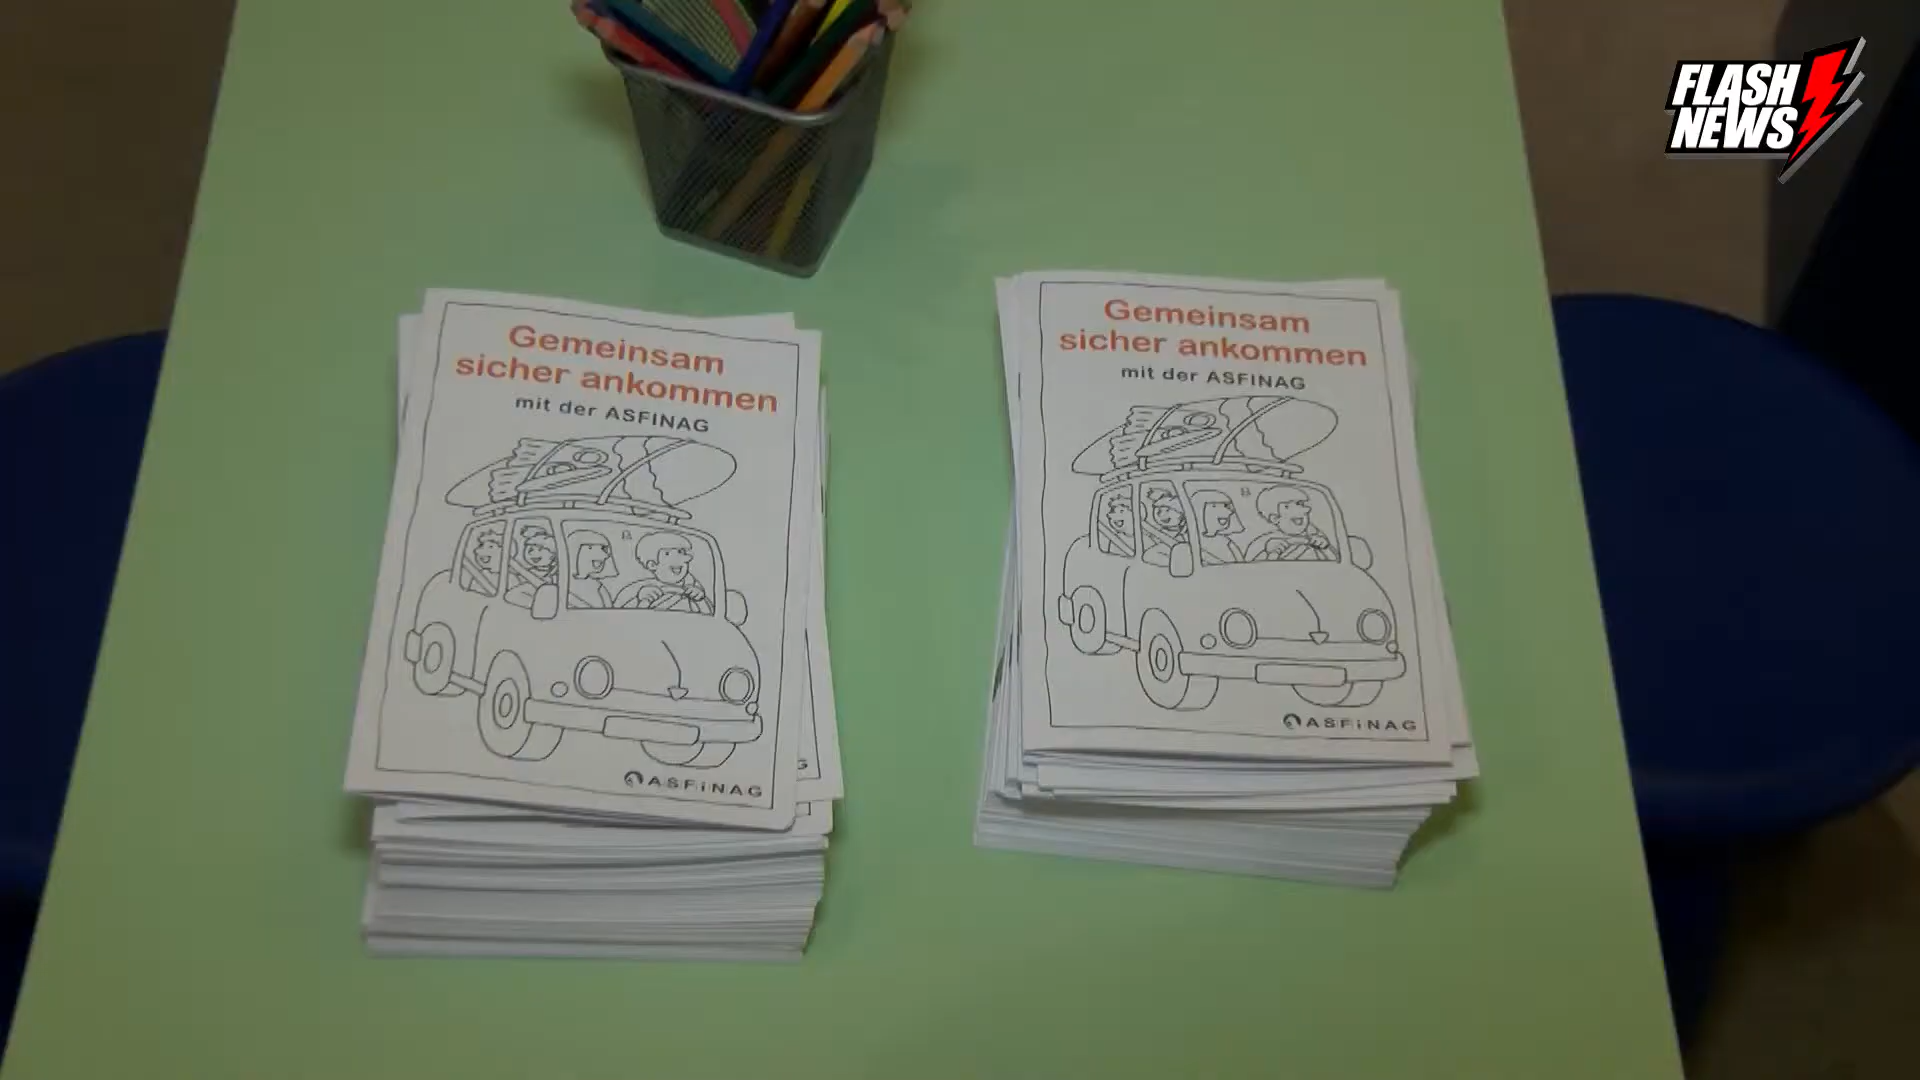 FLASH
NEWS
Gemeinsam
sicher ankommen
mit der ASFINAG
ASFiNAG
G
Gemeinsam
sicher ankommen
mit der ASFINAG
ASFiNAG